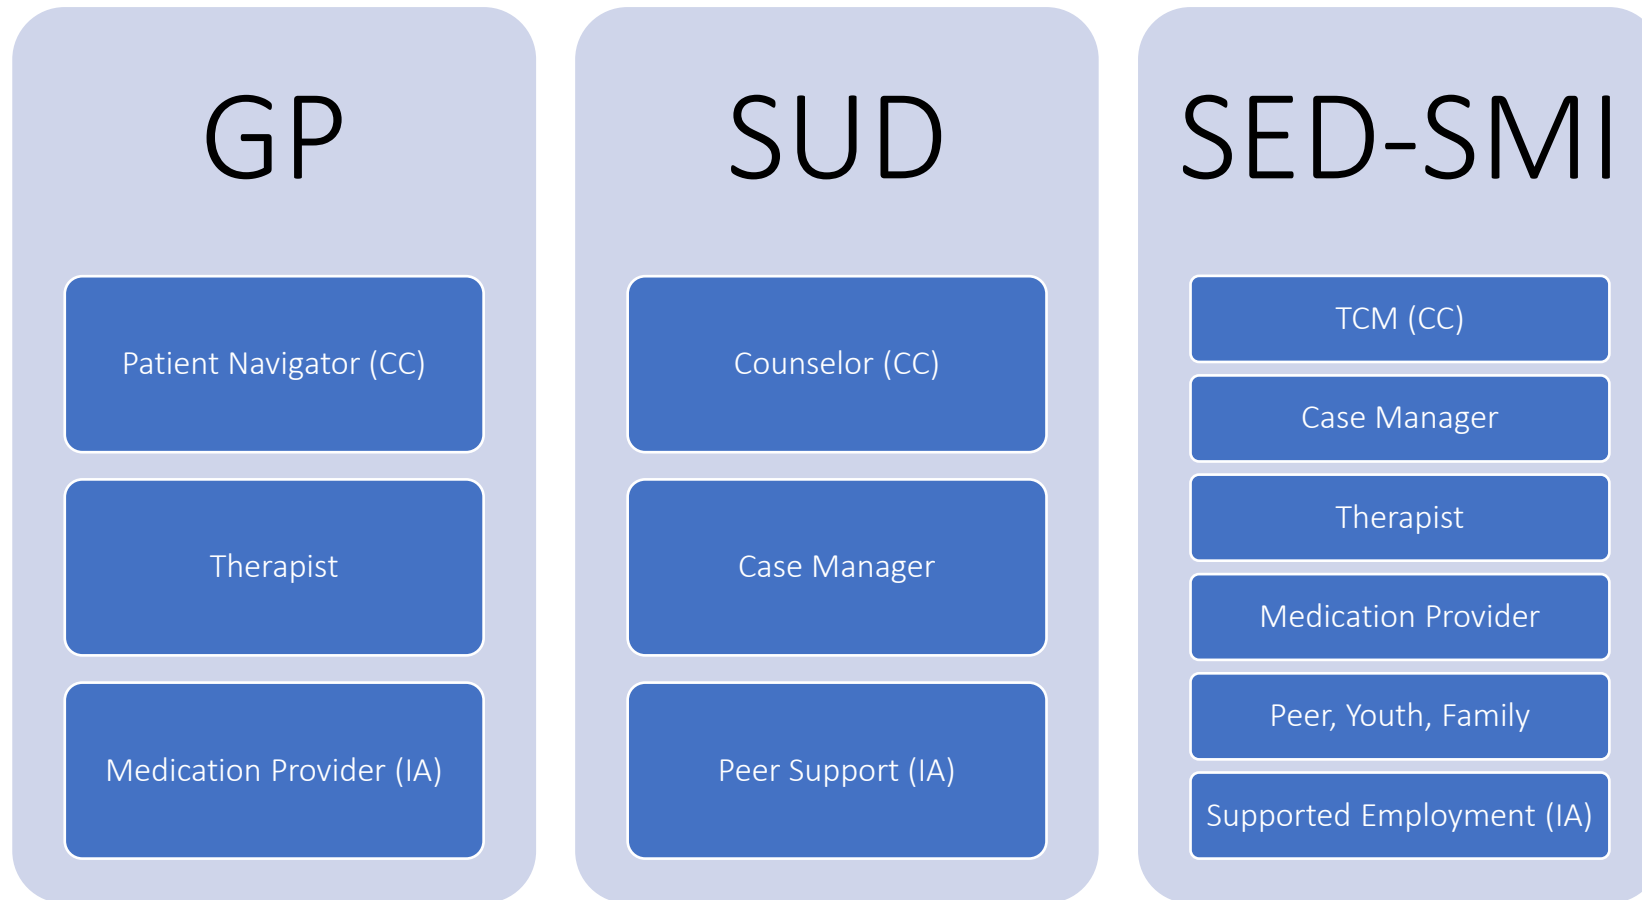 GP
Patient Navigator (CC)
Therapist
Medication Provider (IA)
SUD
Counselor (CC)
Case Manager
Peer Support (IA)
SED-SMI
TCM (CC)
Case Manager
Therapist
Medication Provider
Peer, Youth, Family
Supported Employment (IA)